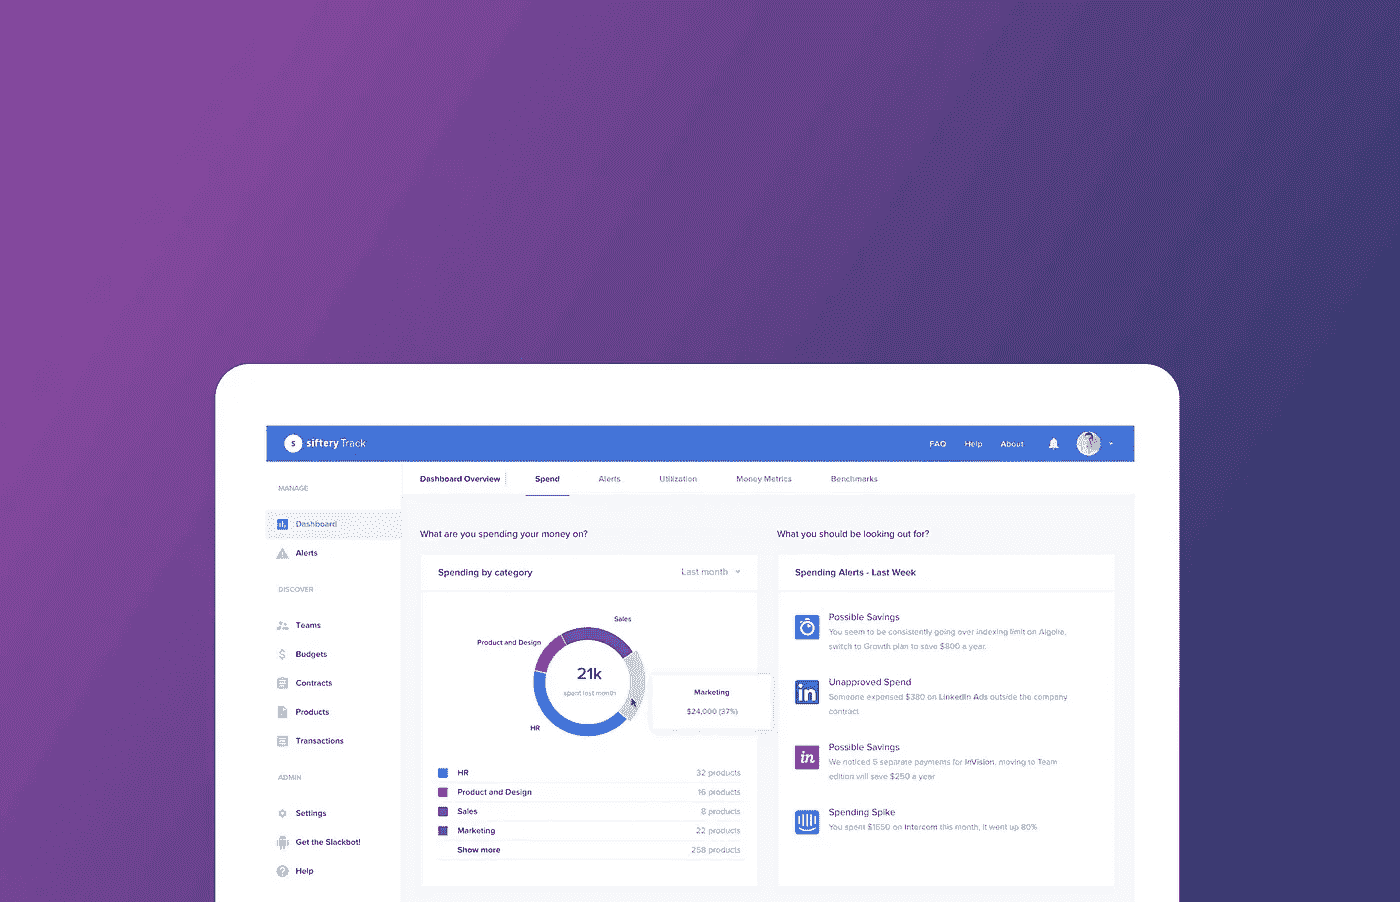 S siftery Track
FAQ Help About
MANAGE
Dashboard
Alerts
DISCOVER
Teams
Budgets
Contracts
Products
Transactions
ADMIN
Settings
Get the Slackbot!
Help
Dashboard Overview Spend Alerts Utilization Money Metrics Benchmarks
What are you spending your money on?
Spending by category Last month
Sales
Product and Design
21k
spent last month
HR
Marketing
$24,000 (37%)
HR 32 products
Product and Design 16 products
Sales 8 products
Marketing 22 products
Show more 258 products
What you should be looking out for?
Spending Alerts - Last Week
Possible Savings
You seem to be consistently going over indexing limit on Algolia,
switch to Growth plan to save $800 a year.
in
Unapproved Spend
Someone expensed $380 on LinkedIn Ads outside the company
contract
in
Possible Savings
We noticed 5 separate payments for InVision, moving to Team
edition will save $250 a year
Spending Spike
You spent $1650 on Intercom this month, it went up 80%